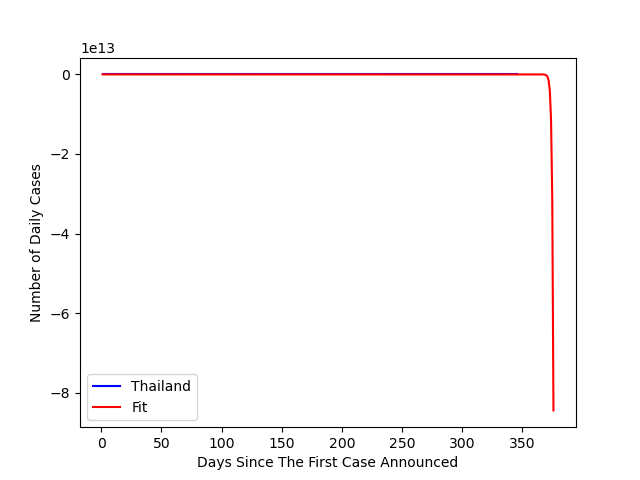 1e13
0
−2
−4
−6
−8
Number of Daily Cases
Thailand
Fit
0 50 100 150 200 250 300 350
Days Since The First Case Announced